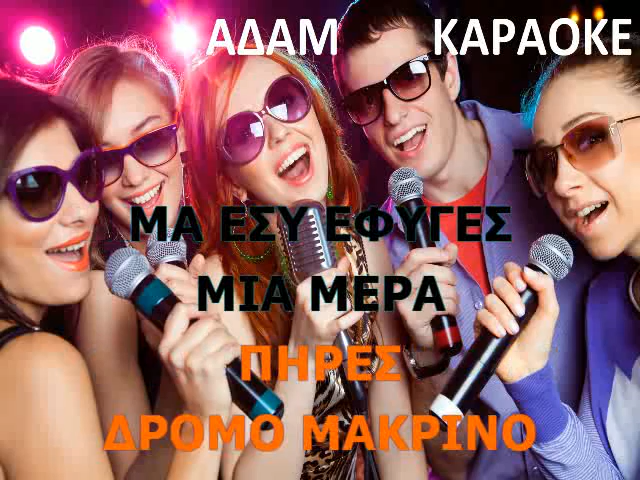 ΑΔΑΜ ΚΑΡΑΟΚΕ
ΜΑ ΕΣΥ ΕΦΥΓΕΣ
ΜΙΑ ΜΕΡΑ
ΠΗΡΕΣ
ΔΡΟΜΟ ΜΑΚΡΙΝΟ